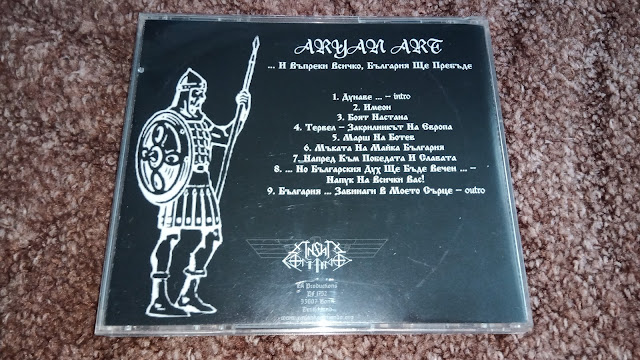 ARYAN ART
... И Въпреки Всичко, България Ще Пребъде
1. Дунаве ... – intro
2. Имеон
3. Боят Настана
4. Тервел – Закрилникът На Европа
5. Марш На Ботев
6. Мъката На Майка България
7. Напред Към Победата И Славата
8. ... Но Българския Дух Ще Бъде Вечен ... –
Напук На Всички Вас!
9. България ... Завинаги В Моето Сърце – outro
Productions